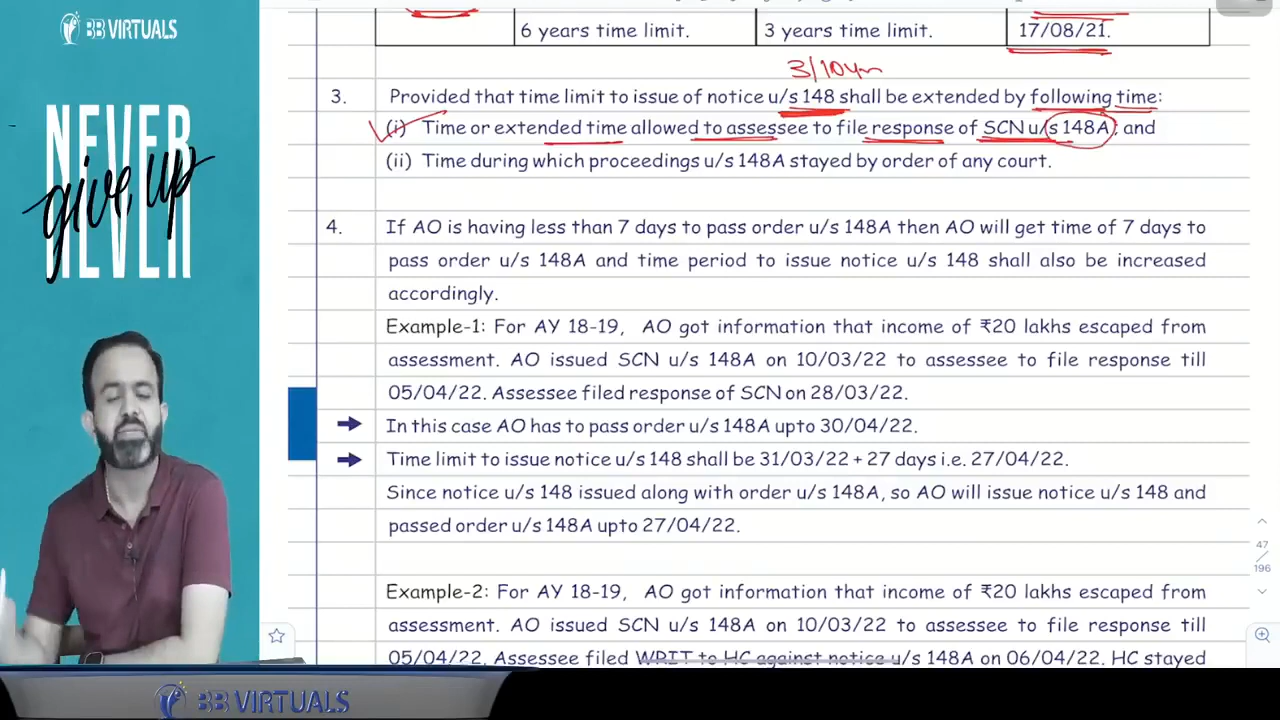 BB VIRTUALS
NEVER
give up
NEVER
6 years time limit.
3 years time limit.
17/08/21.
3/10yrs
3. Provided that time limit to issue of notice u/s 148 shall be extended by following time:
(i) Time or extended time allowed to assessee to file response of SCN u/s 148A; and
(ii) Time during which proceedings u/s 148A stayed by order of any court.
4. If AO is having less than 7 days to pass order u/s 148A then AO will get time of 7 days to
pass order u/s 148A and time period to issue notice u/s 148 shall also be increased
accordingly.
Example-1: For AY 18-19, AO got information that income of ₹20 lakhs escaped from
assessment. AO issued SCN u/s 148A on 10/03/22 to assessee to file response till
05/04/22. Assessee filed response of SCN on 28/03/22.
In this case AO has to pass order u/s 148A upto 30/04/22.
Time limit to issue notice u/s 148 shall be 31/03/22 + 27 days i.e. 27/04/22.
Since notice u/s 148 issued along with order u/s 148A, so AO will issue notice u/s 148 and
passed order u/s 148A upto 27/04/22.
Example-2: For AY 18-19, AO got information that income of ₹20 lakhs escaped from
assessment. AO issued SCN u/s 148A on 10/03/22 to assessee to file response till
05/04/22. Assessee filed WRIT to HC against notice u/s 148A on 06/04/22. HC stayed
47
196
BB VIRTUALS